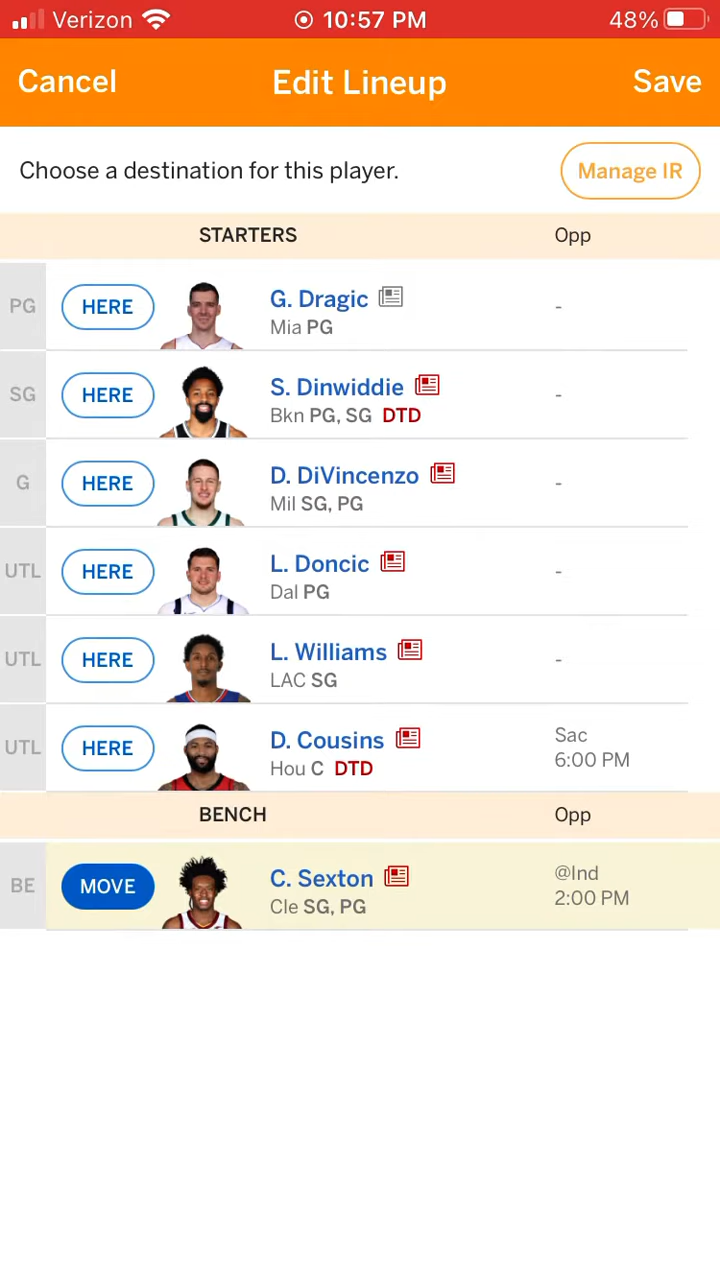 Verizon 10:57 PM 48%
Cancel Edit Lineup Save
Choose a destination for this player. Manage IR
STARTERS Opp
PG HERE G. Dragic -
Mia PG
SG HERE S. Dinwiddie -
Bkn PG, SG DTD
G HERE D. DiVincenzo -
Mil SG, PG
UTL HERE L. Doncic -
Dal PG
UTL HERE L. Williams -
LAC SG
UTL HERE D. Cousins Sac
Hou C DTD 6:00 PM
BENCH Opp
BE MOVE C. Sexton @Ind
Cle SG, PG 2:00 PM